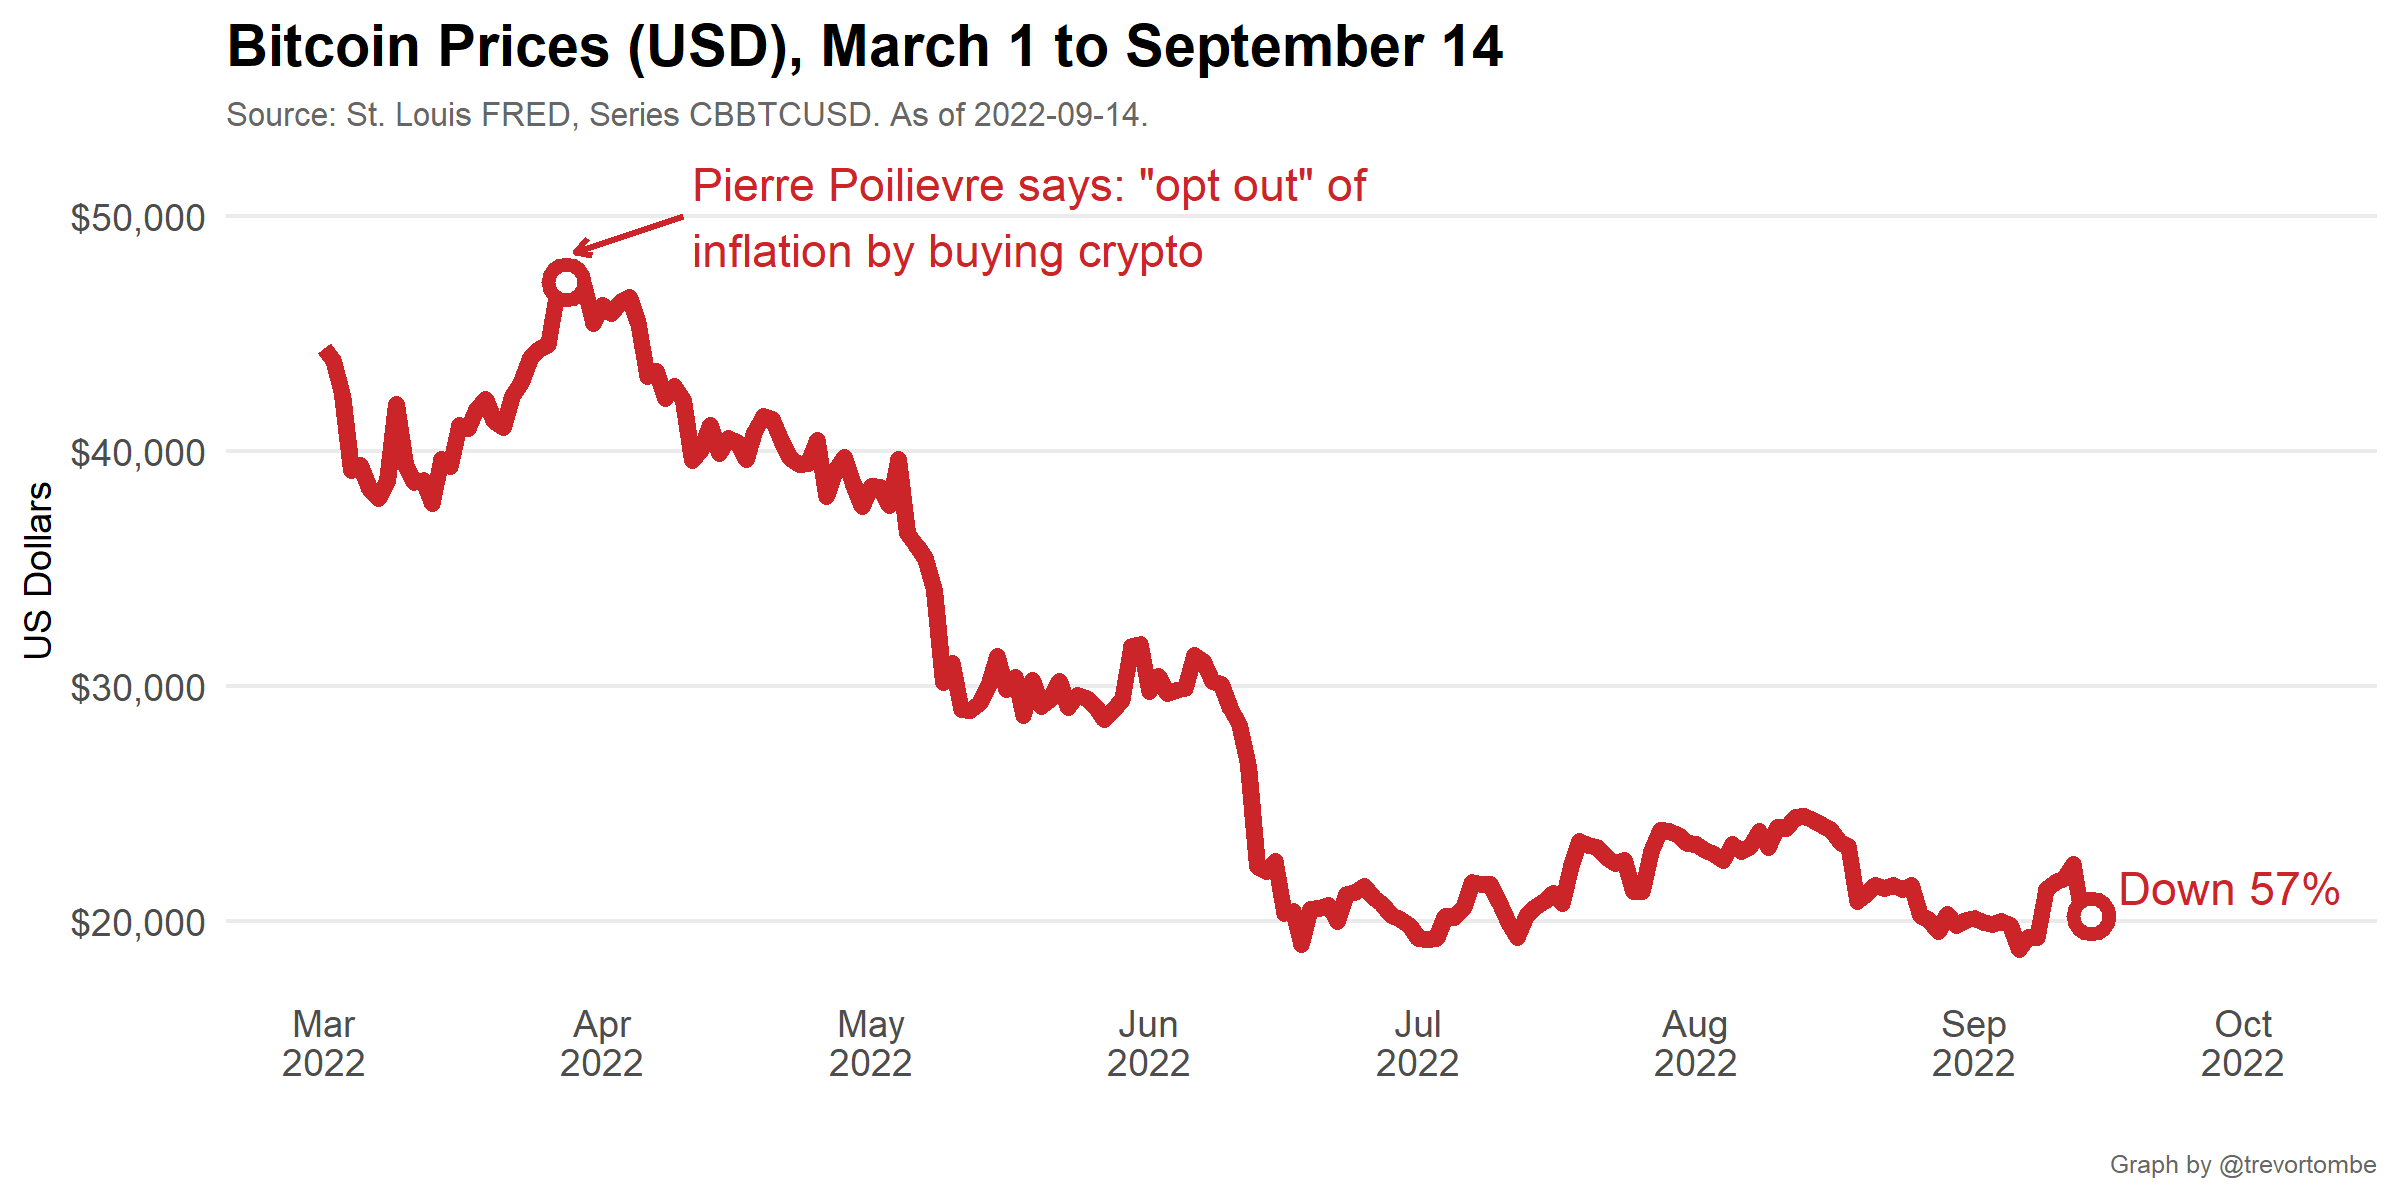 Bitcoin Prices (USD), March 1 to September 14
Source: St. Louis FRED, Series CBBTCUSD. As of 2022-09-14.
Pierre Poilievre says: "opt out" of
inflation by buying crypto
$50,000
$40,000
$30,000
$20,000
US Dollars
Down 57%
Mar
2022
Apr
2022
May
2022
Jun
2022
Jul
2022
Aug
2022
Sep
2022
Oct
2022
Graph by @trevortombe